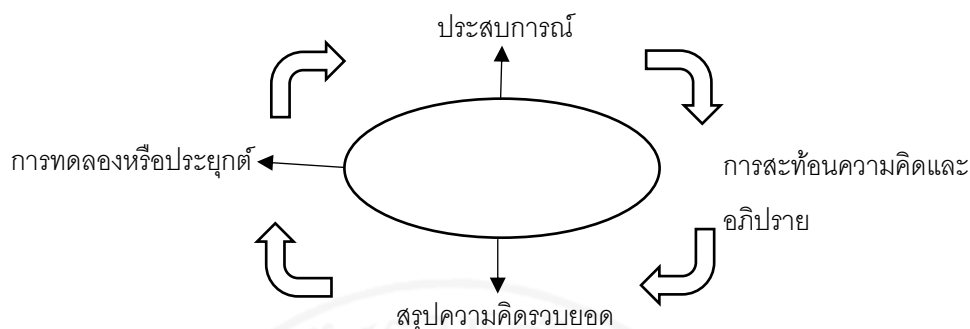 ประสบการณ์
การทดลองหรือประยุกต์
การสะท้อนความคิดและ
อภิปราย
สรุปความคิดรวบยอด